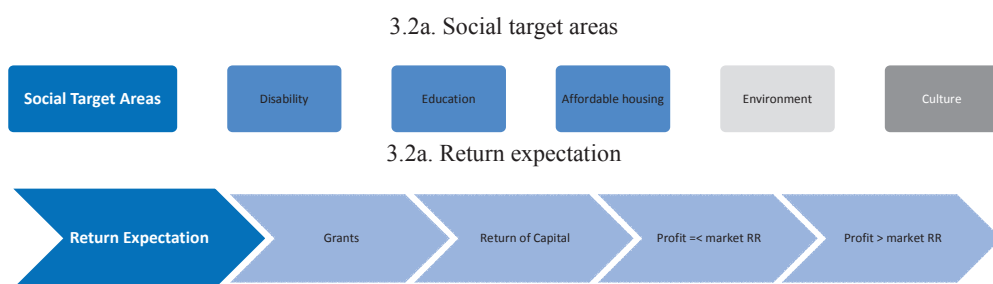 3.2a. Social target areas
Social Target Areas
Disability
Education
Affordable housing
Environment
Culture
3.2a. Return expectation
Return Expectation
Grants
Return of Capital
Profit =< market RR
Profit > market RR